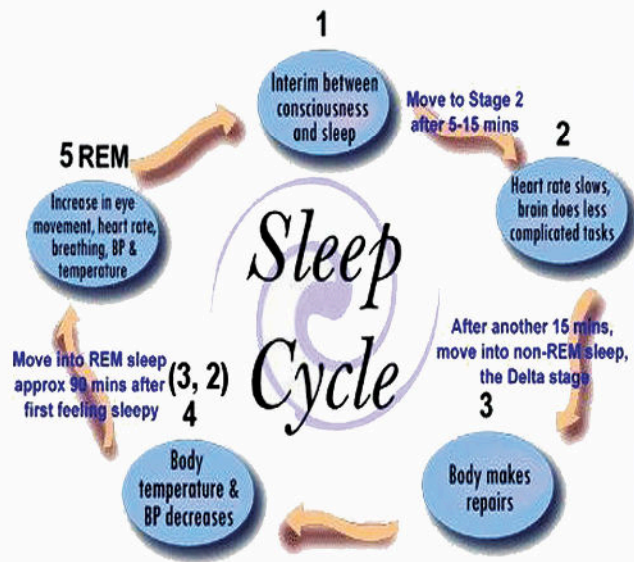 1
Interim between
consciousness
and sleep
Move to Stage 2
after 5-15 mins
2
Heart rate slows,
brain does less
complicated tasks
After another 15 mins,
move into non-REM sleep,
the Delta stage
3
Body makes
repairs
(3, 2)
4
Body
temperature &
BP decreases
Move into REM sleep
approx 90 mins after
first feeling sleepy
5 REM
Increase in eye
movement, heart rate,
breathing, BP &
temperature
Sleep
Cycle